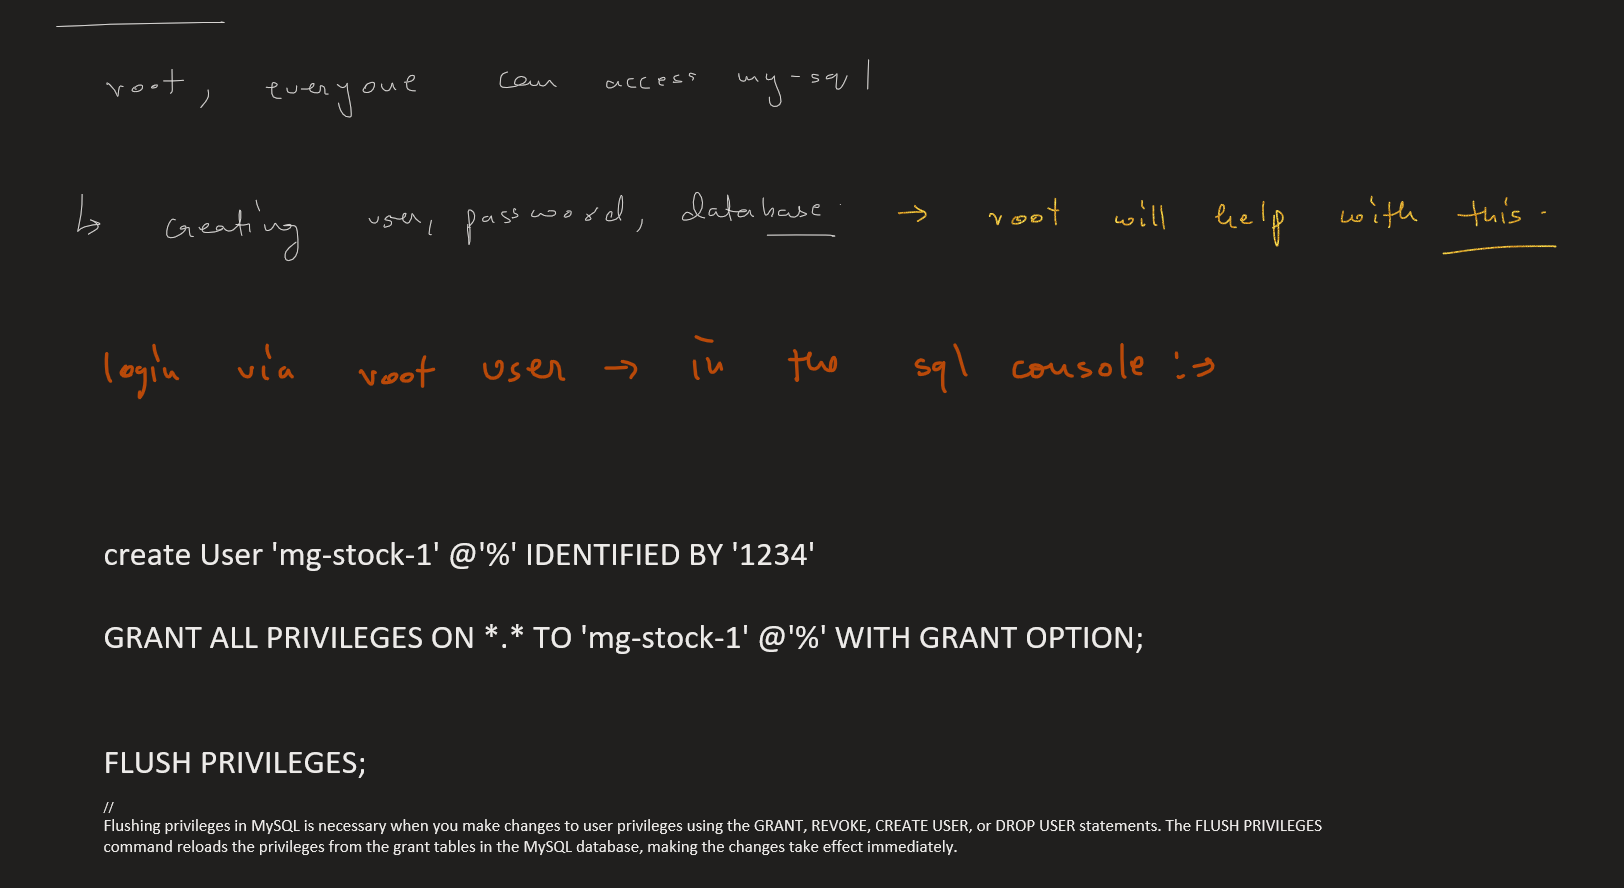 root, everyone can access my-sql
↳ creating user, password, database. → root will help with this.
login via root user → in the sql console :⇒
create User 'mg-stock-1' @'%' IDENTIFIED BY '1234'
GRANT ALL PRIVILEGES ON *.* TO 'mg-stock-1' @'%' WITH GRANT OPTION;
FLUSH PRIVILEGES;
//
Flushing privileges in MySQL is necessary when you make changes to user privileges using the GRANT, REVOKE, CREATE USER, or DROP USER statements. The FLUSH PRIVILEGES
command reloads the privileges from the grant tables in the MySQL database, making the changes take effect immediately.